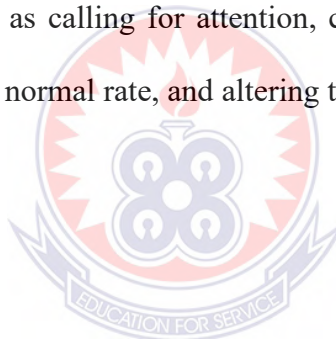 as calling for attention,
normal rate, and altering
EDUCATION FOR SERVICE